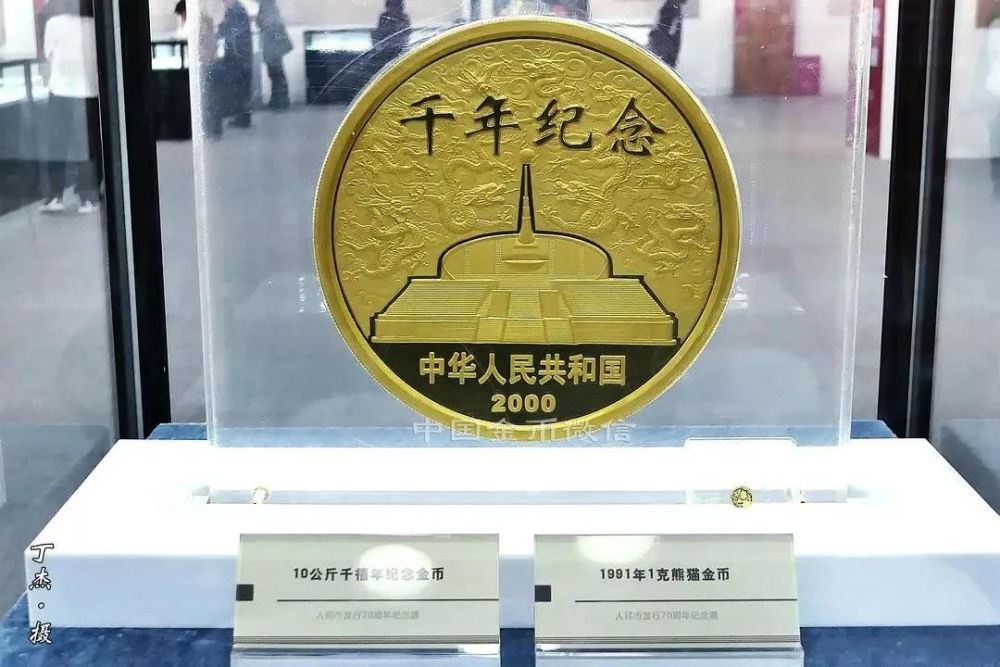 千年纪念
中华人民共和国
2000
中国金币微信
10公斤千禧年纪念金币
人民币发行70周年纪念展
1991年1克熊猫金币
人民币发行70周年纪念展
丁杰·摄